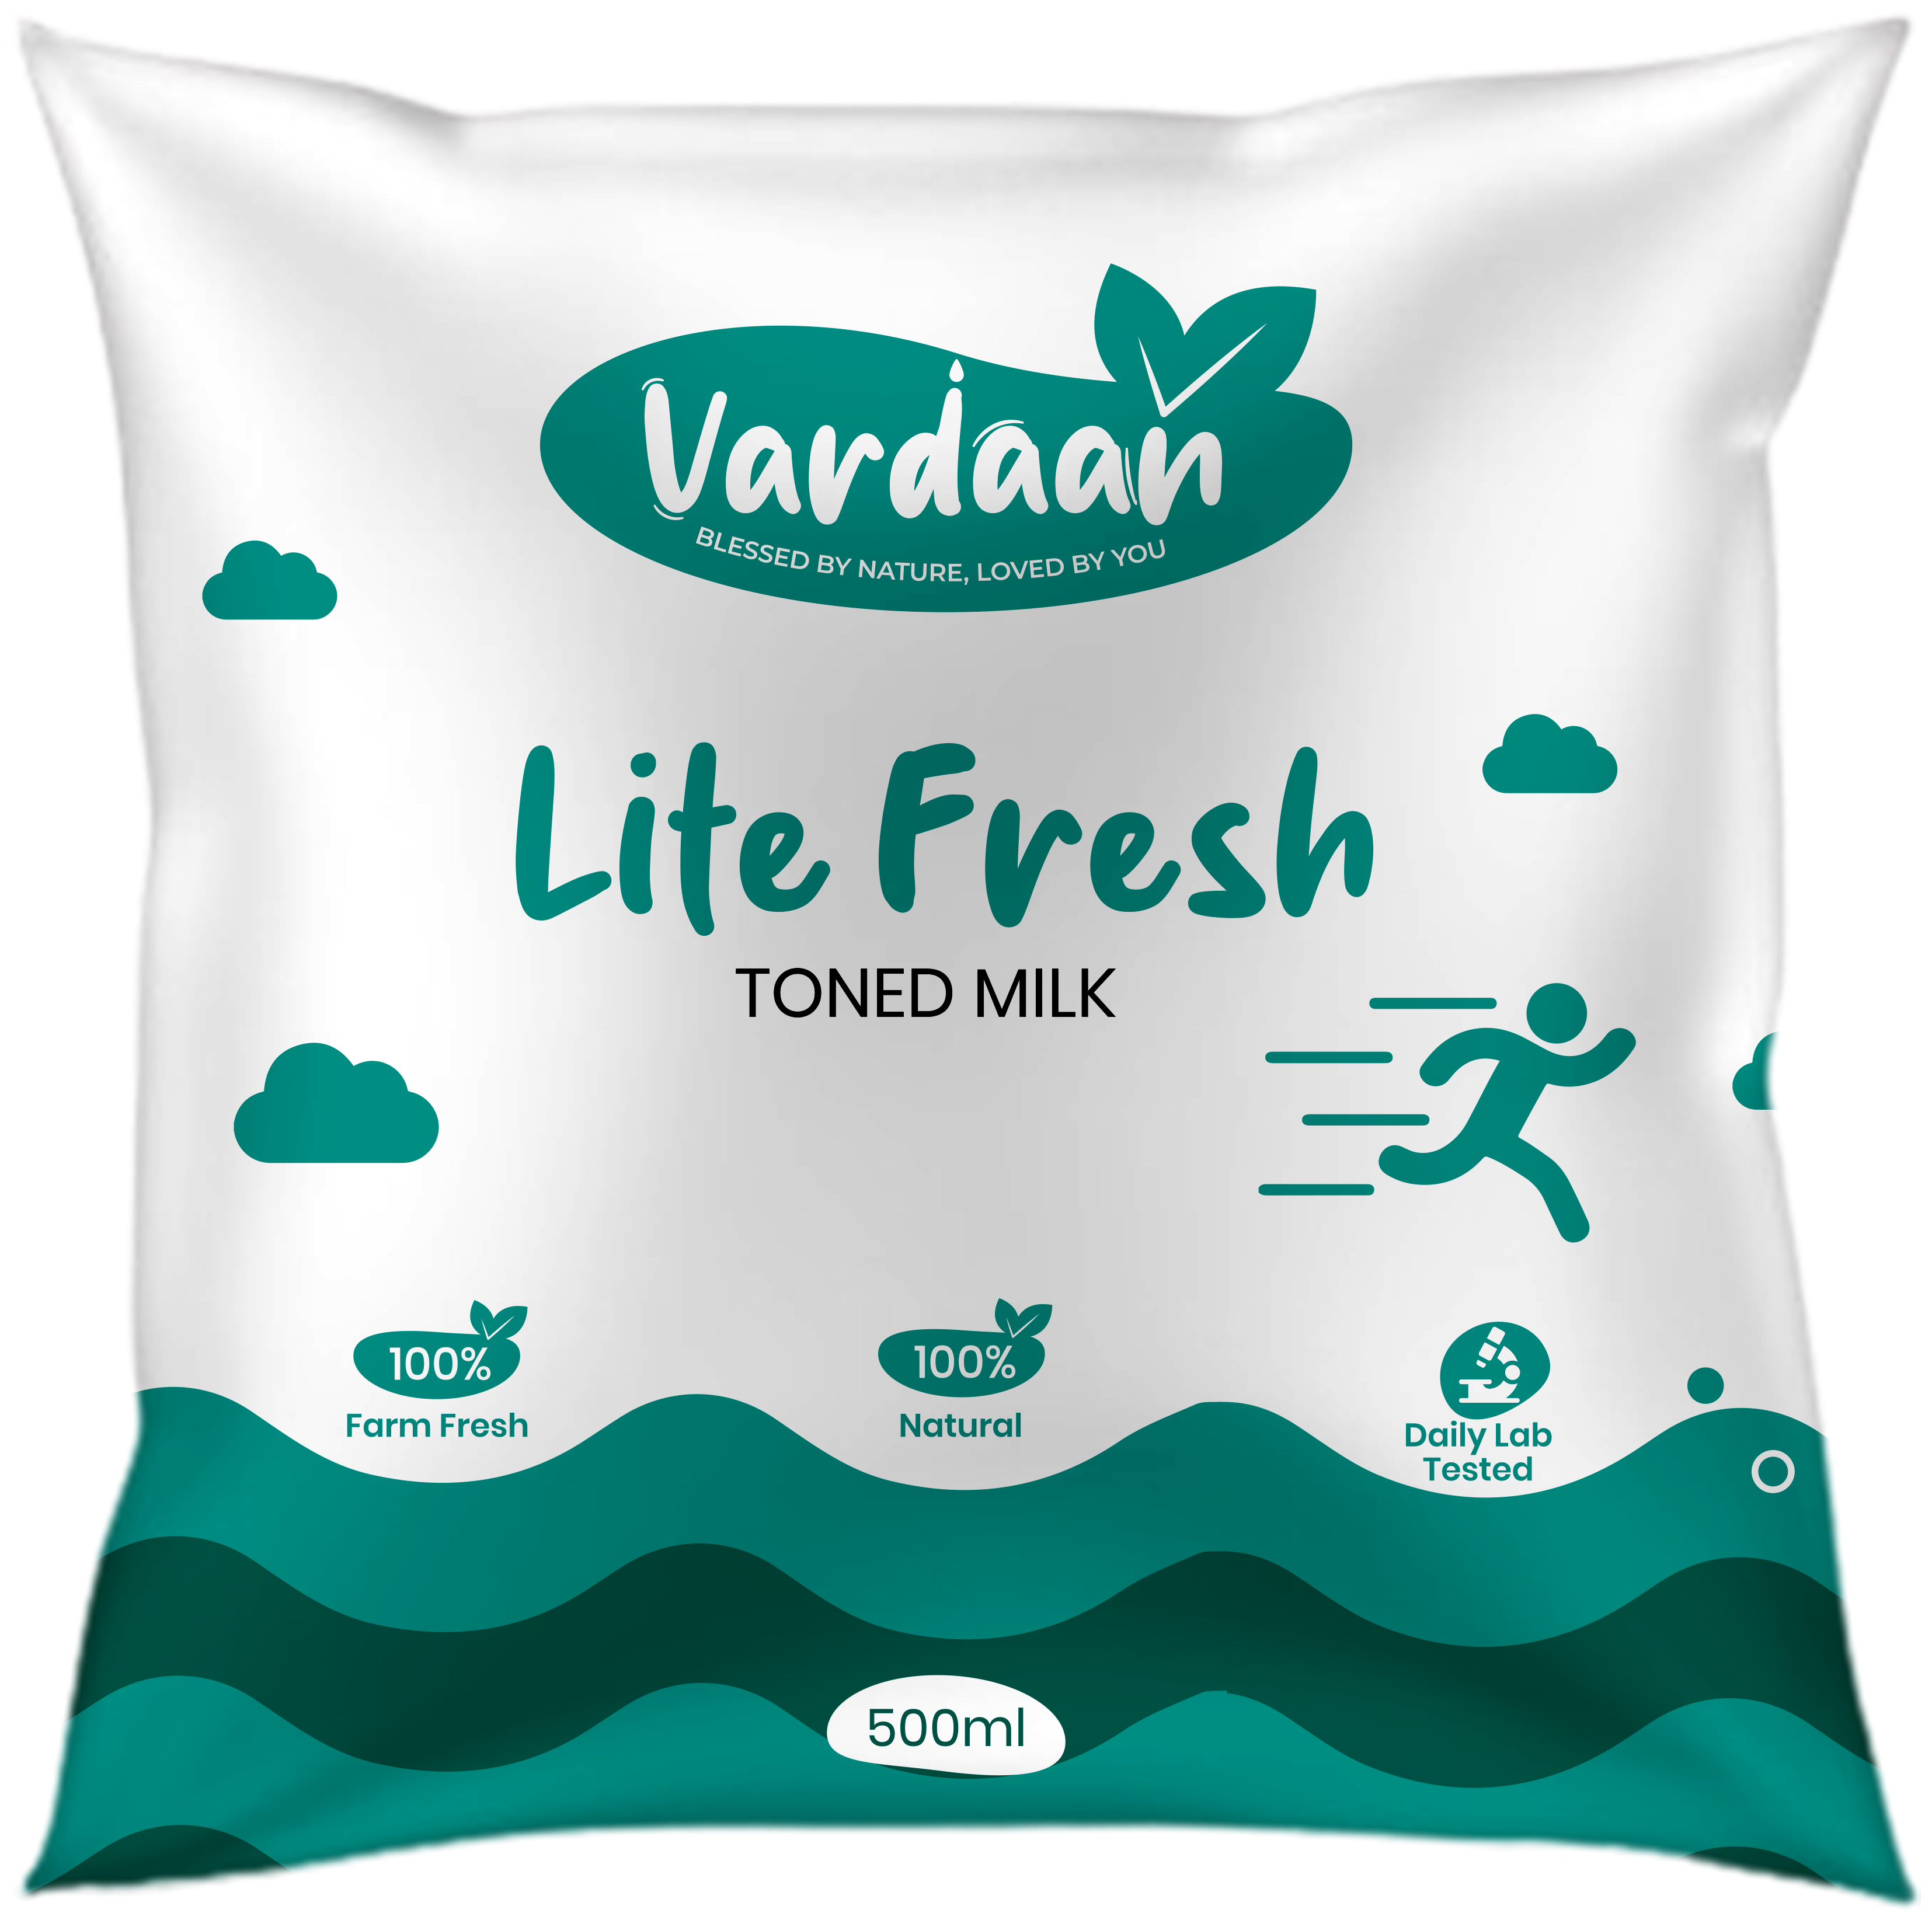 Vardaan
BLESSED BY NATURE, LOVED BY YOU
Lite Fresh
TONED MILK
100%
Farm Fresh
100%
Natural
Daily Lab
Tested
500ml